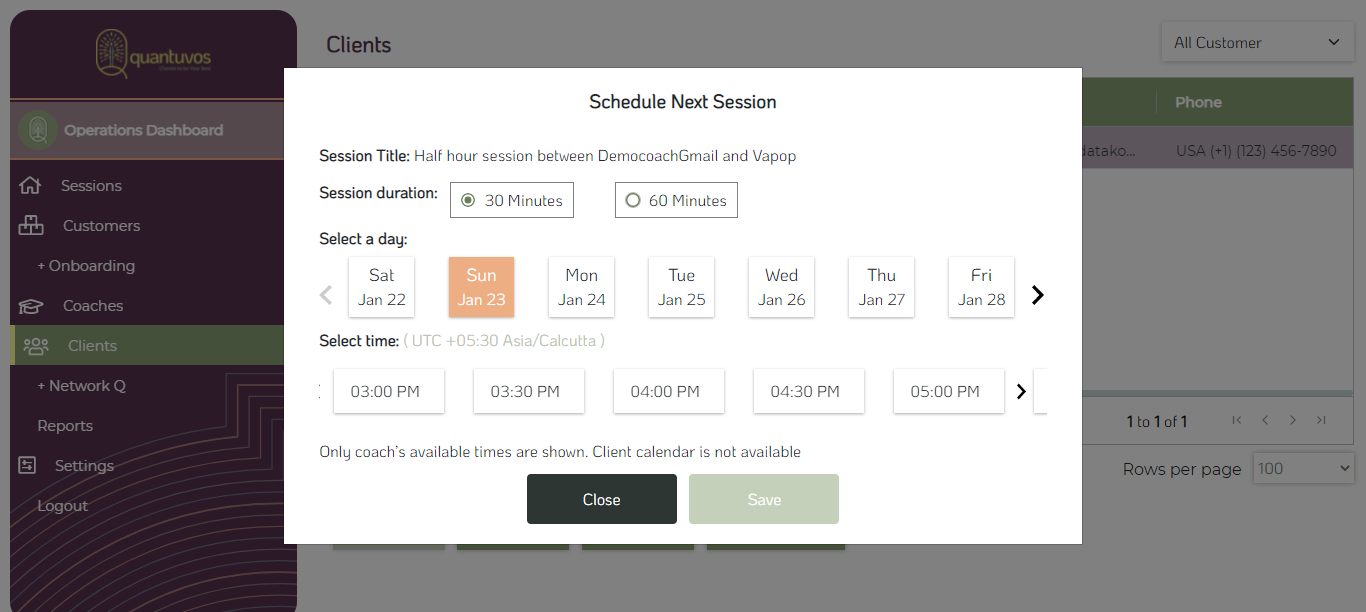 quantuvos
Operations Dashboard
Sessions
Customers
+ Onboarding
Coaches
Clients
+ Network Q
Reports
Settings
Logout
Clients
All Customer
Phone
datako...
USA (+1) (123) 456-7890
1 to 1 of 1
Rows per page
100
Schedule Next Session
Session Title: Half hour session between DemocoachGmail and Vapop
Session duration:
30 Minutes
60 Minutes
Select a day:
Sat
Jan 22
Sun
Jan 23
Mon
Jan 24
Tue
Jan 25
Wed
Jan 26
Thu
Jan 27
Fri
Jan 28
Select time: ( UTC +05:30 Asia/Calcutta )
03:00 PM
03:30 PM
04:00 PM
04:30 PM
05:00 PM
Only coach's available times are shown. Client calendar is not available
Close
Save